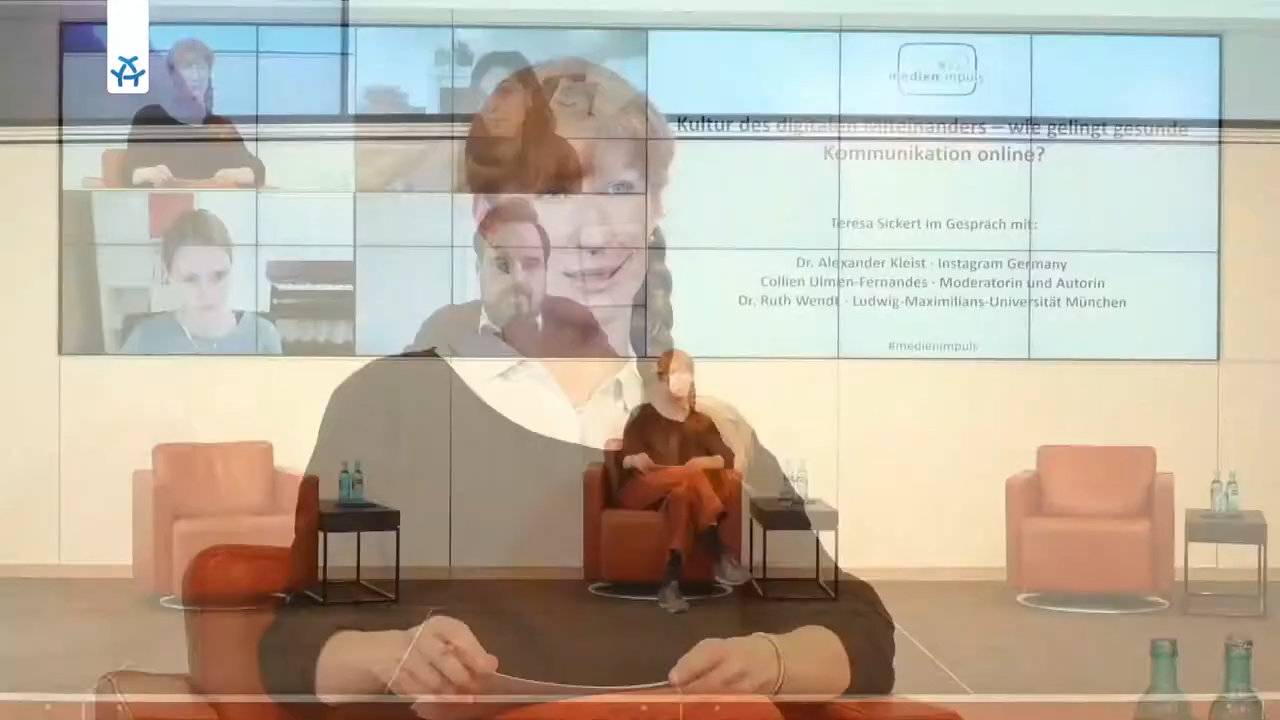 medien impuls
Kultur des digitalen Miteinanders – wie gelingt gesunde
Kommunikation online?
Teresa Sickert im Gespräch mit:
Dr. Alexander Kleist · Instagram Germany
Collien Ulmen-Fernandes · Moderatorin und Autorin
Dr. Ruth Wendt · Ludwig-Maximilians-Universität München
#medienimpuls